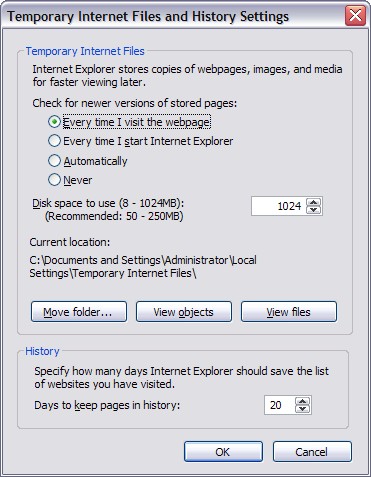 Temporary Internet Files and History Settings
Temporary Internet Files
Internet Explorer stores copies of webpages, images, and media
for faster viewing later.
Check for newer versions of stored pages:
Every time I visit the webpage
Every time I start Internet Explorer
Automatically
Never
Disk space to use (8 - 1024MB):
(Recommended: 50 - 250MB)
1024
Current location:
C:\Documents and Settings\Administrator\Local
Settings\Temporary Internet Files\
Move folder...
View objects
View files
History
Specify how many days Internet Explorer should save the list
of websites you have visited.
Days to keep pages in history:
20
OK
Cancel